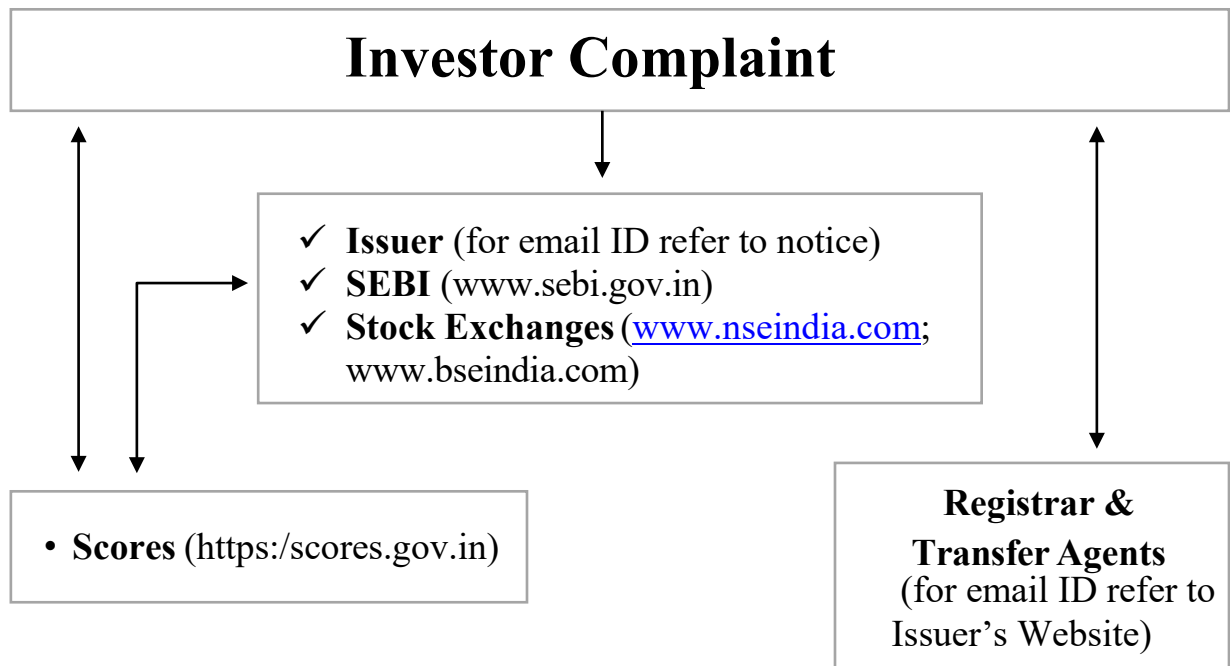 Investor Complaint
✓ Issuer (for email ID refer to notice)
✓ SEBI (www.sebi.gov.in)
✓ Stock Exchanges (www.nseindia.com;
www.bseindia.com)
• Scores (https:/scores.gov.in)
Registrar &
Transfer Agents
(for email ID refer to
Issuer’s Website)